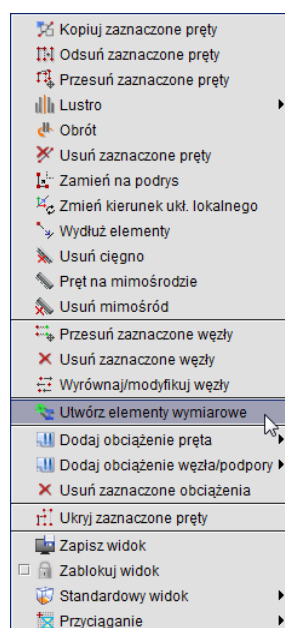 Kopiuj zaznaczone pręty
Odsuń zaznaczone pręty
Przesuń zaznaczone pręty
Lustro
Obrót
Usuń zaznaczone pręty
Zamień na podrys
Zmień kierunek ukł. lokalnego
Wydłuż elementy
Usuń cięgno
Pręt na mimośrodzie
Usuń mimośród
Przesuń zaznaczone węzły
Usuń zaznaczone węzły
Wyrównaj/modyfikuj węzły
Utwórz elementy wymiarowe
Dodaj obciążenie pręta
Dodaj obciążenie węzła/podpory
Usuń zaznaczone obciążenia
Ukryj zaznaczone pręty
Zapisz widok
Zablokuj widok
Standardowy widok
Przyciąganie